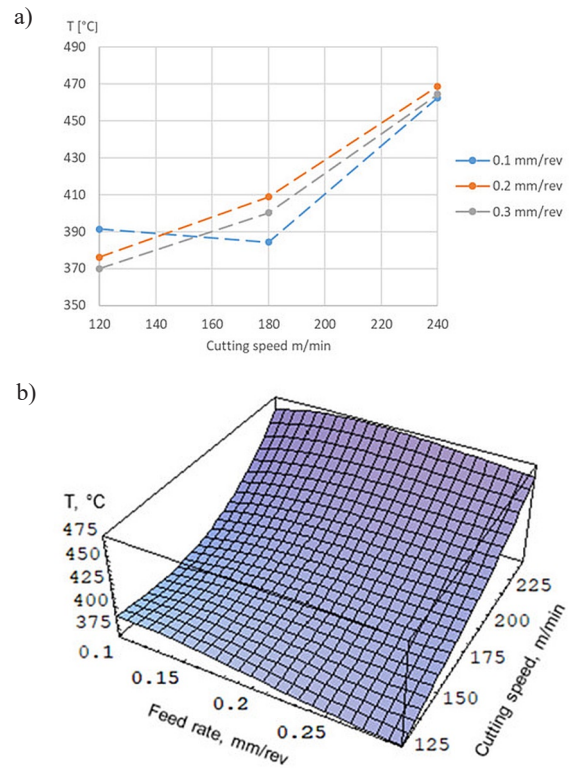 a)
T [°C]
490
470
450
430
410
390
370
350
120 140 160 180 200 220 240
Cutting speed m/min
0.1 mm/rev
0.2 mm/rev
0.3 mm/rev
b)
T, °C
475
450
425
400
375
0.1
0.15
0.2
0.25
Feed rate, mm/rev
225
200
175
150
125
Cutting speed, m/min